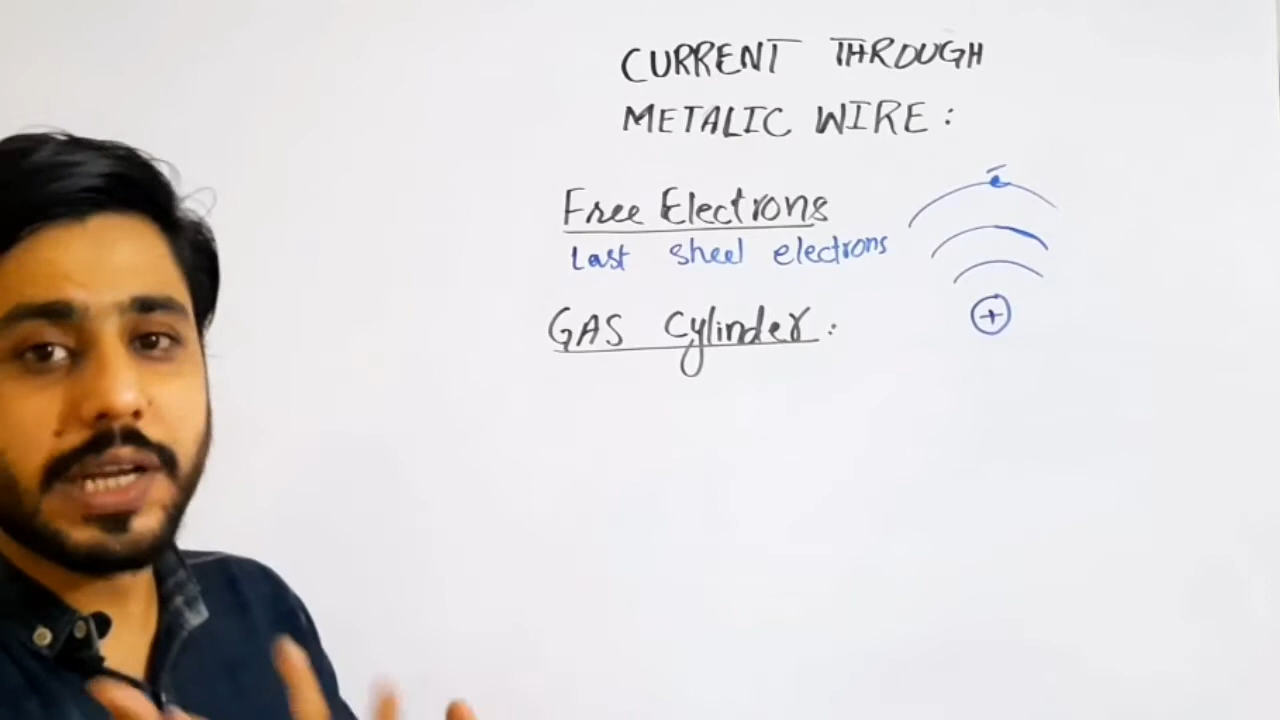 CURRENT THROUGH
METALIC WIRE:
Free Electrons
Last sheel electrons
GAS Cylinder:
e
+